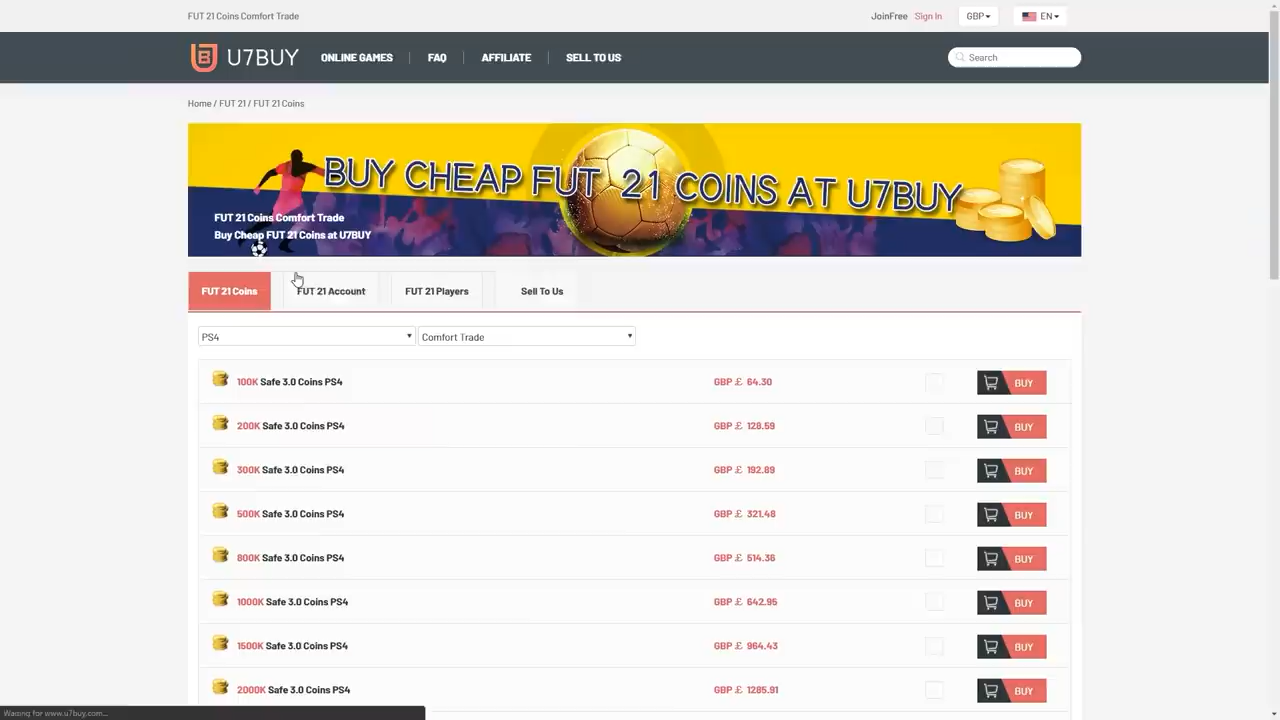 FUT 21 Coins Comfort Trade
JoinFree Sign In GBP EN
U7BUY ONLINE GAMES FAQ AFFILIATE SELL TO US Search
Home / FUT 21 / FUT 21 Coins
BUY CHEAP FUT 21 COINS AT U7BUY
FUT 21 Coins Comfort Trade
Buy Cheap FUT 21 Coins at U7BUY
FUT 21 Coins FUT 21 Account FUT 21 Players Sell To Us
PS4 Comfort Trade
100K Safe 3.0 Coins PS4 GBP £ 64.30 BUY
200K Safe 3.0 Coins PS4 GBP £ 128.59 BUY
300K Safe 3.0 Coins PS4 GBP £ 192.89 BUY
500K Safe 3.0 Coins PS4 GBP £ 321.48 BUY
800K Safe 3.0 Coins PS4 GBP £ 514.36 BUY
1000K Safe 3.0 Coins PS4 GBP £ 642.95 BUY
1500K Safe 3.0 Coins PS4 GBP £ 964.43 BUY
2000K Safe 3.0 Coins PS4 GBP £ 1285.91 BUY
Waiting for www.u7buy.com...